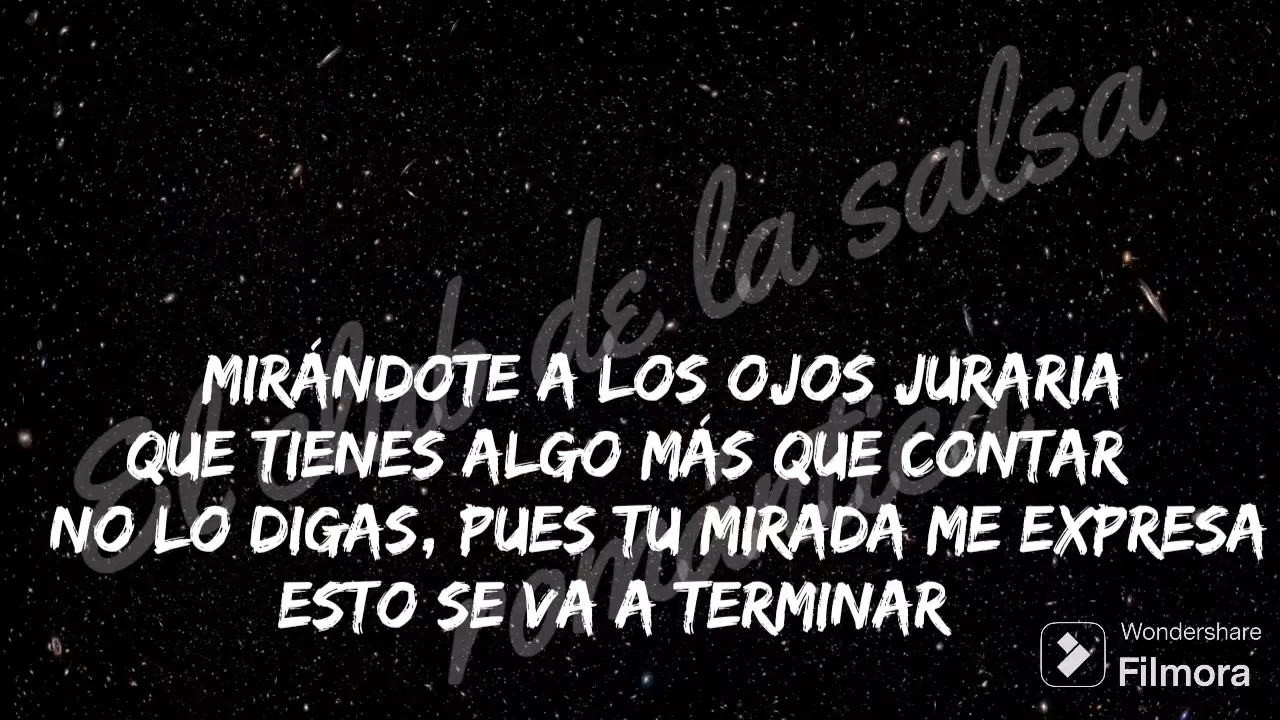 El club de la salsa
romántica
MIRÁNDOTE A LOS OJOS JURARIA
QUE TIENES ALGO MÁS QUE CONTAR
NO LO DIGAS, PUES TU MIRADA ME EXPRESA
ESTO SE VA A TERMINAR
Wondershare
Filmora